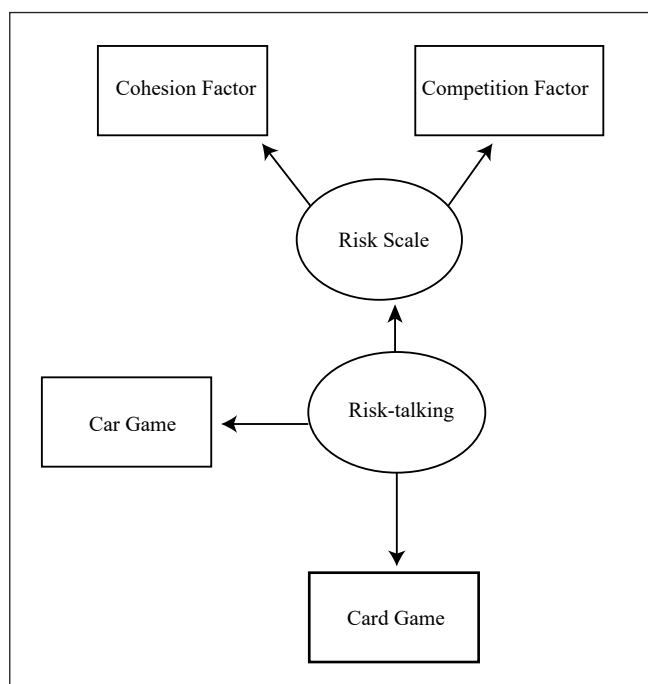 Cohesion Factor
Competition Factor
Risk Scale
Risk-talking
Car Game
Card Game